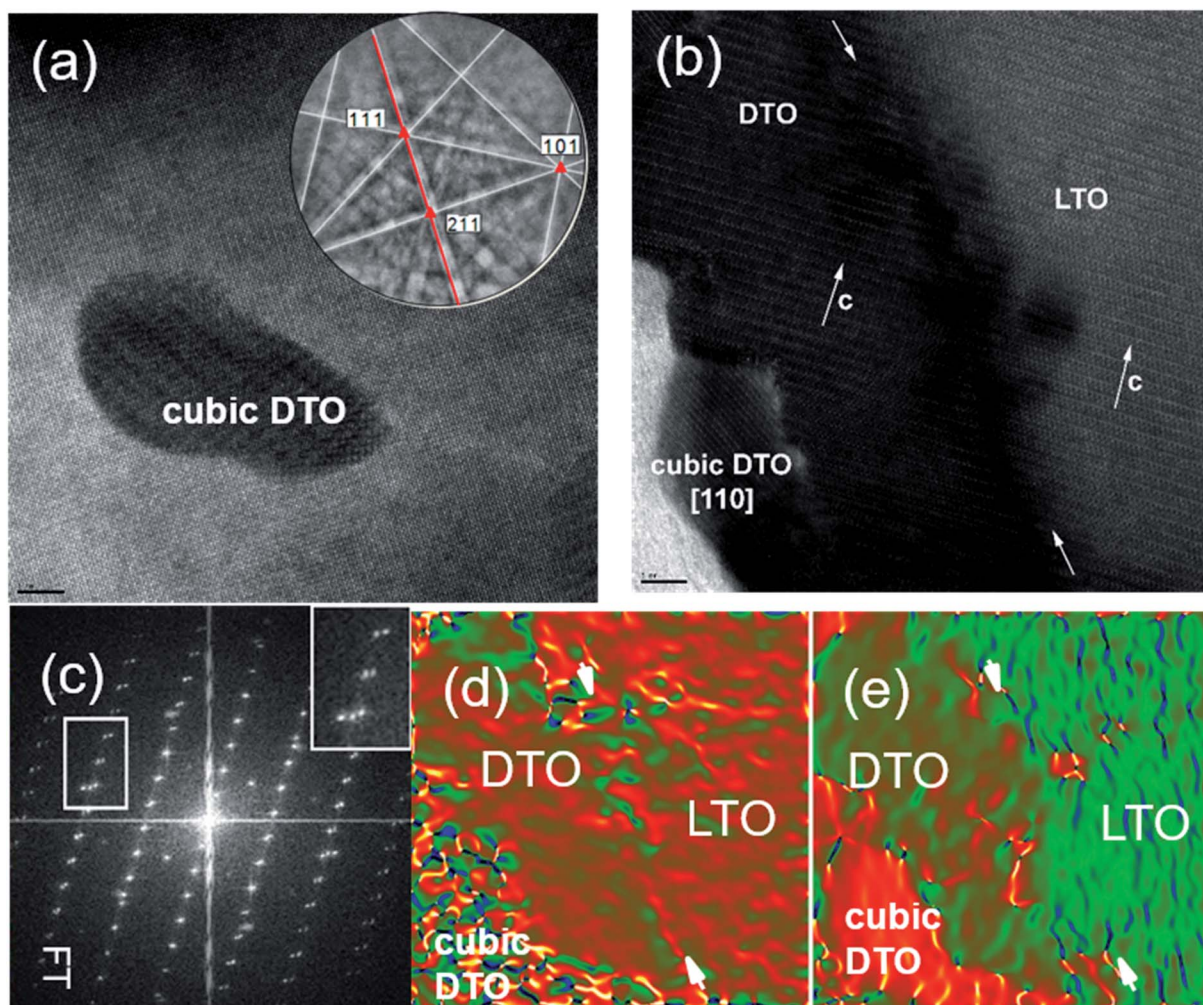 (a)
111
101
211
cubic DTO
(b)
DTO
LTO
c
c
cubic DTO
[110]
(c)
FT
(d)
DTO
LTO
cubic
DTO
(e)
DTO
LTO
cubic
DTO